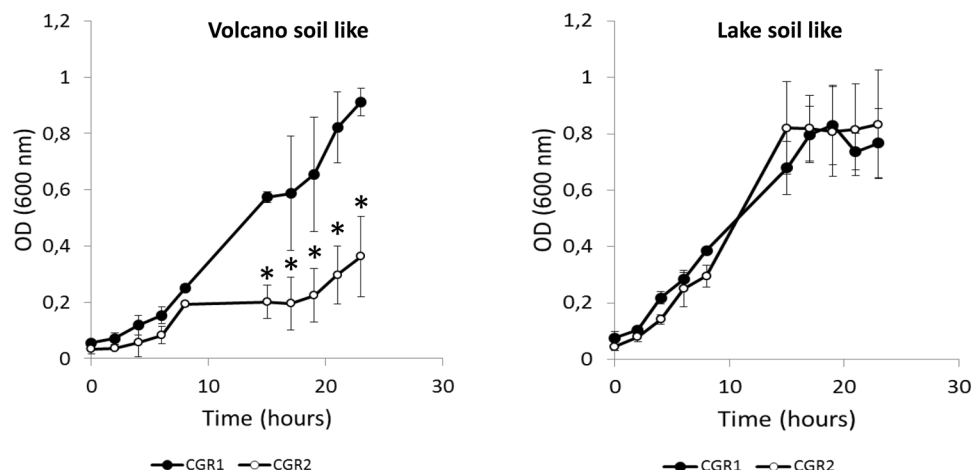 Volcano soil like
1,2
1
0,8
0,6
0,4
0,2
0
OD (600 nm)
* * * * *
0 10 20 30
Time (hours)
CGR1 CGR2
Lake soil like
1,2
1
0,8
0,6
0,4
0,2
0
OD (600 nm)
0 10 20 30
Time (hours)
CGR1 CGR2